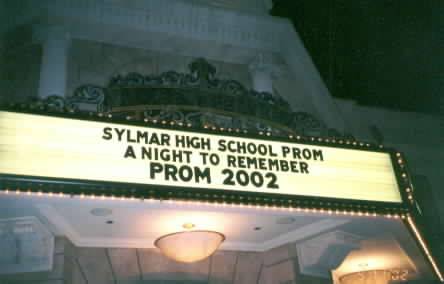 SYLMAR HIGH SCHOOL PROM
A NIGHT TO REMEMBER
PROM 2002